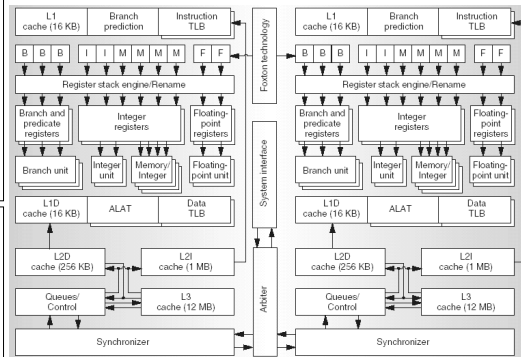 L1
cache (16 KB)
Branch
prediction
Instruction
TLB
B B B I I M M M M F F
Register stack engine/Rename
Branch and
predicate
registers
Integer
registers
Floating-
point
registers
Branch unit
Integer
unit
Memory/
Integer
Floating-
point unit
L1D
cache (16 KB)
ALAT
Data
TLB
L2D
cache (256 KB)
L2I
cache (1 MB)
Queues/
Control
L3
cache (12 MB)
Synchronizer
Foxton technology
System interface
Arbiter
L1
cache (16 KB)
Branch
prediction
Instruction
TLB
B B B I I M M M M F F
Register stack engine/Rename
Branch and
predicate
registers
Integer
registers
Floating-
point
registers
Branch unit
Integer
unit
Memory/
Integer
Floating-
point unit
L1D
cache (16 KB)
ALAT
Data
TLB
L2D
cache (256 KB)
L2I
cache (1 MB)
Queues/
Control
L3
cache (12 MB)
Synchronizer